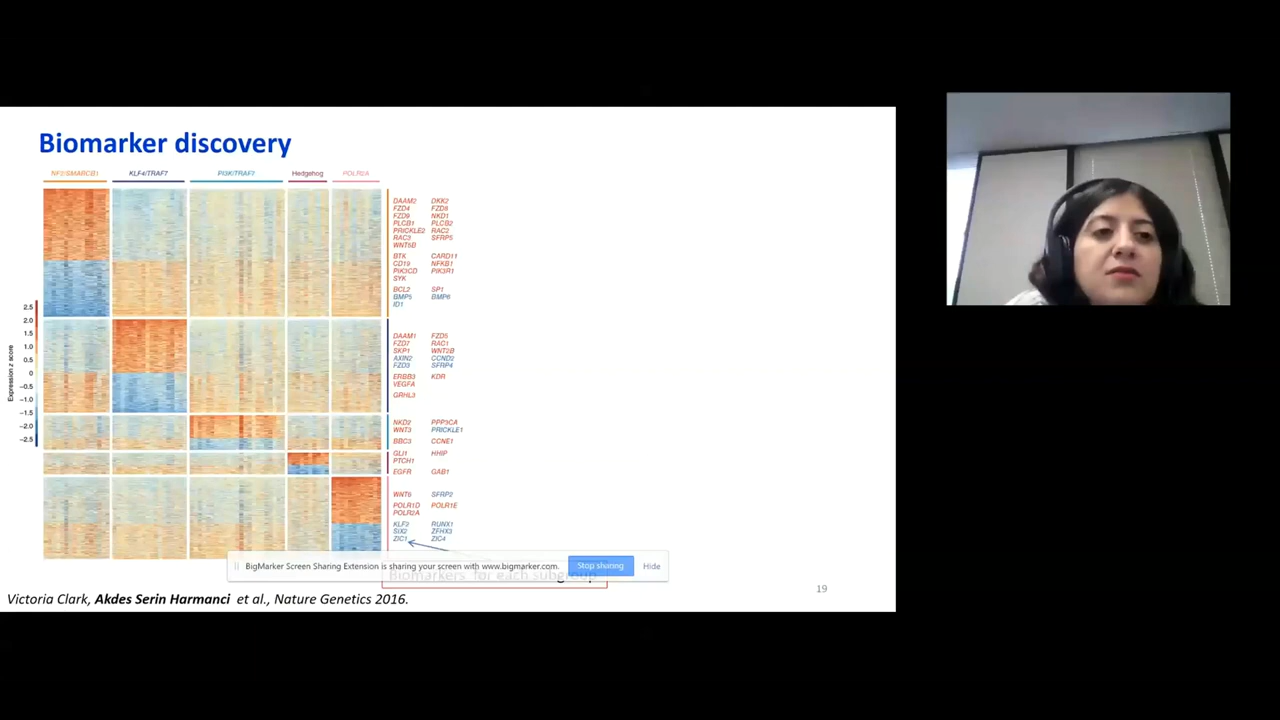 Biomarker discovery
NF2/SMARCB1 KLF4/TRAF7 PI3K/TRAF7 Hedgehog POLR2A
DAAM2 DKK2
FZD4 FZD8
FZD9 NKD1
PLCB1 PLCB2
PRICKLE2 RAC2
RAC3 SFRP5
WNT5B
BTK CARD11
CD19 NFKB1
PIK3CD PIK3R1
SYK
BCL2 SP1
BMP5 BMP6
ID1
2.5
2.0
1.5
1.0
0.5
0
−0.5
−1.0
−1.5
−2.0
−2.5
Expression z score
DAAM1 FZD5
FZD7 RAC1
SKP1 WNT2B
AXIN2 CCND2
FZD3 SFRP4
ERBB3 KDR
VEGFA
GRHL3
NKD2 PPP3CA
WNT3 PRICKLE1
BBC3 CCNE1
GLI1 HHIP
PTCH1
EGFR GAB1
WNT6 SFRP2
POLR1D POLR1E
POLR2A
KLF3 RUNX1
SIX2 ZFHX3
ZIC1 ZIC4
BigMarker Screen Sharing Extension is sharing your screen with www.bigmarker.com. Stop sharing Hide
Biomarkers for each subgroup
19
Victoria Clark, Akdes Serin Harmanci et al., Nature Genetics 2016.